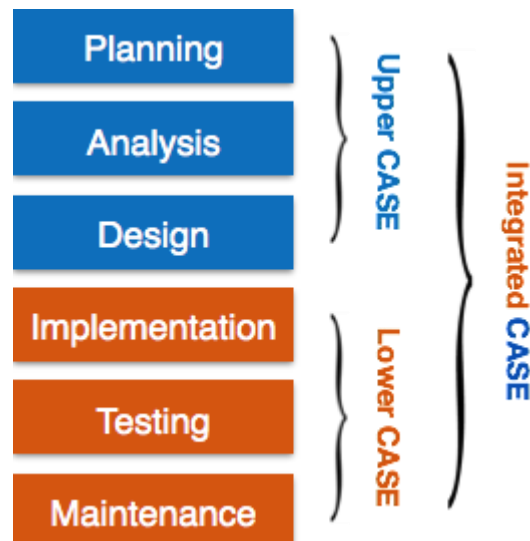 Planning
Analysis
Design
Implementation
Testing
Maintenance
Upper CASE
Lower CASE
Integrated CASE